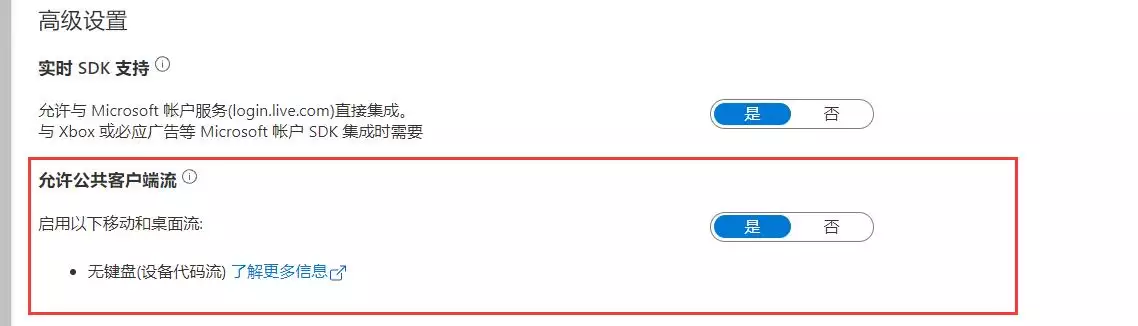 高级设置
实时 SDK 支持
允许与 Microsoft 帐户服务(login.live.com)直接集成。
与 Xbox 或必应广告等 Microsoft 帐户 SDK 集成时需要
是 否
允许公共客户端流
启用以下移动和桌面流:
是 否
• 无键盘(设备代码流) 了解更多信息